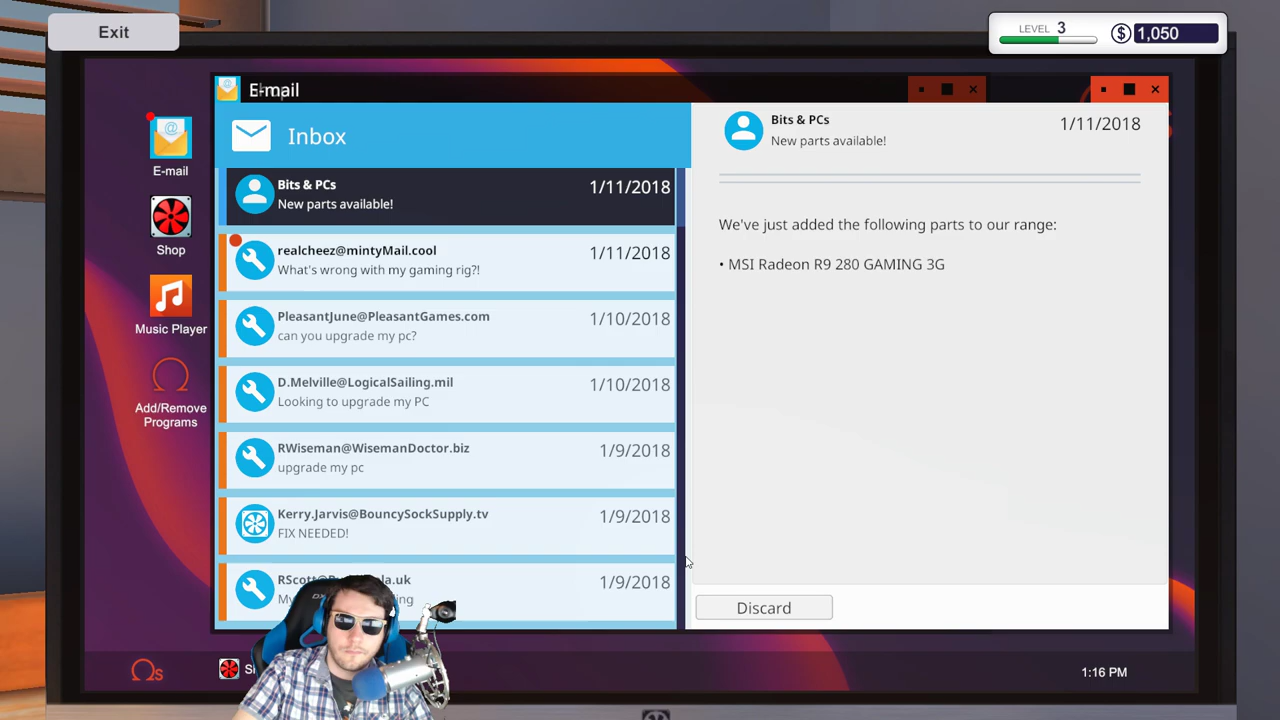 Exit
LEVEL 3
$ 1,050
E-mail
Inbox
Bits & PCs
New parts available!
1/11/2018
realcheez@mintyMail.cool
What's wrong with my gaming rig?!
1/11/2018
PleasantJune@PleasantGames.com
can you upgrade my pc?
1/10/2018
D.Melville@LogicalSailing.mil
Looking to upgrade my PC
1/10/2018
RWiseman@WisemanDoctor.biz
upgrade my pc
1/9/2018
Kerry.Jarvis@BouncySockSupply.tv
FIX NEEDED!
1/9/2018
1/9/2018
Bits & PCs
New parts available!
1/11/2018
We've just added the following parts to our range:
• MSI Radeon R9 280 GAMING 3G
Discard
E-mail
Shop
Music Player
Add/Remove
Programs
Ωs
1:16 PM